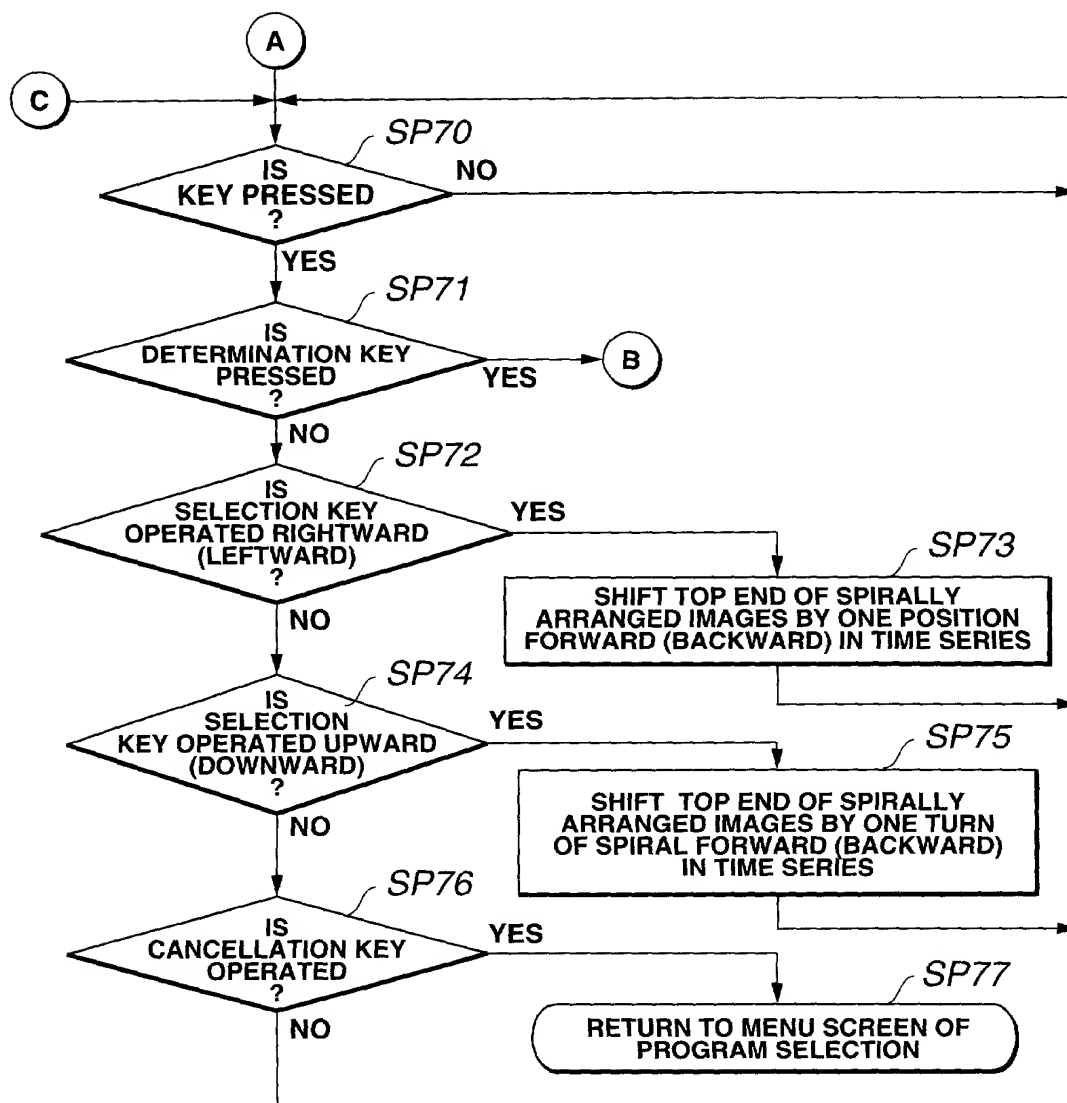 A
C
SP70
IS
KEY PRESSED
?
NO
YES
SP71
IS
DETERMINATION KEY
PRESSED
?
YES
B
NO
SP72
IS
SELECTION KEY
OPERATED RIGHTWARD
(LEFTWARD)
?
YES
NO
SP73
SHIFT TOP END OF SPIRALLY
ARRANGED IMAGES BY ONE POSITION
FORWARD (BACKWARD) IN TIME SERIES
SP74
IS
SELECTION
KEY OPERATED UPWARD
(DOWNWARD)
?
YES
NO
SP75
SHIFT TOP END OF SPIRALLY
ARRANGED IMAGES BY ONE TURN
OF SPIRAL FORWARD (BACKWARD)
IN TIME SERIES
SP76
IS
CANCELLATION KEY
OPERATED
?
YES
NO
SP77
RETURN TO MENU SCREEN OF
PROGRAM SELECTION